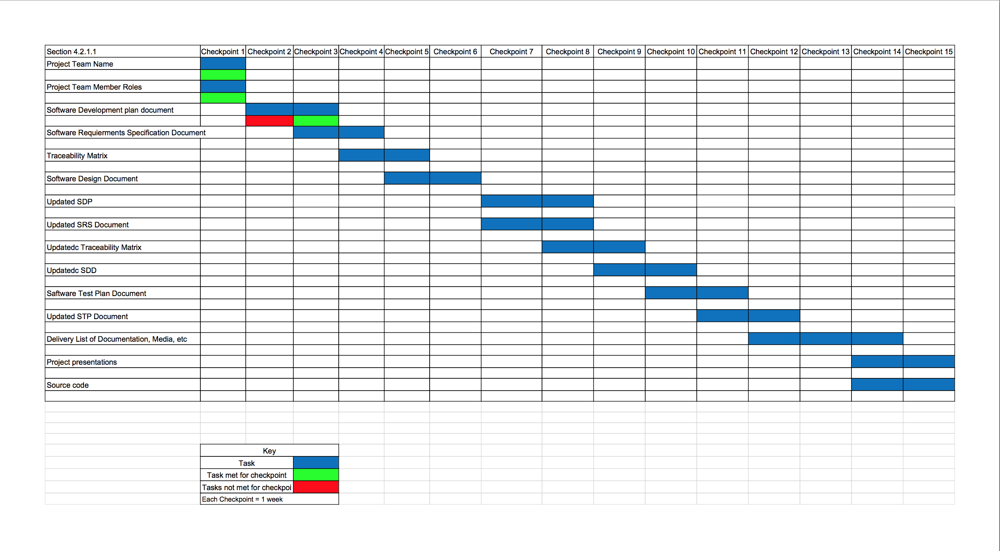 Section 4.2.1.1 Checkpoint 1 Checkpoint 2 Checkpoint 3 Checkpoint 4 Checkpoint 5 Checkpoint 6 Checkpoint 7 Checkpoint 8 Checkpoint 9 Checkpoint 10 Checkpoint 11 Checkpoint 12 Checkpoint 13 Checkpoint 14 Checkpoint 15
Project Team Name
Project Team Member Roles
Software Development plan document
Software Requierments Specification Document
Traceability Matrix
Software Design Document
Updated SDP
Updated SRS Document
Updatedc Traceability Matrix
Updatedc SDD
Saftware Test Plan Document
Updated STP Document
Delivery List of Documentation, Media, etc
Project presentations
Source code
Key
Task
Task met for checkpoint
Tasks not met for checkpoi
Each Checkpoint = 1 week